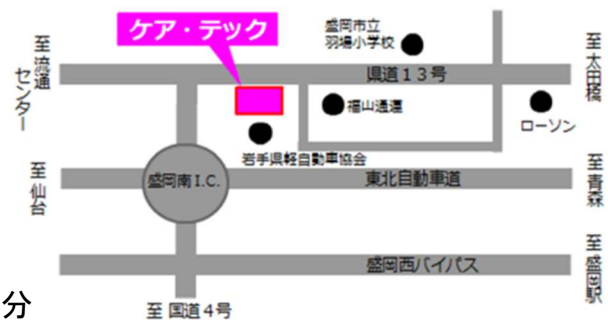 ケア・テック
盛岡市立
羽場小学校
至流通
センター
県道13号
至太田橋
福山通運
ローソン
岩手県軽自動車協会
至仙台
盛岡南I.C.
東北自動車道
至青森
盛岡西バイパス
至盛岡駅
分
至 国道4号